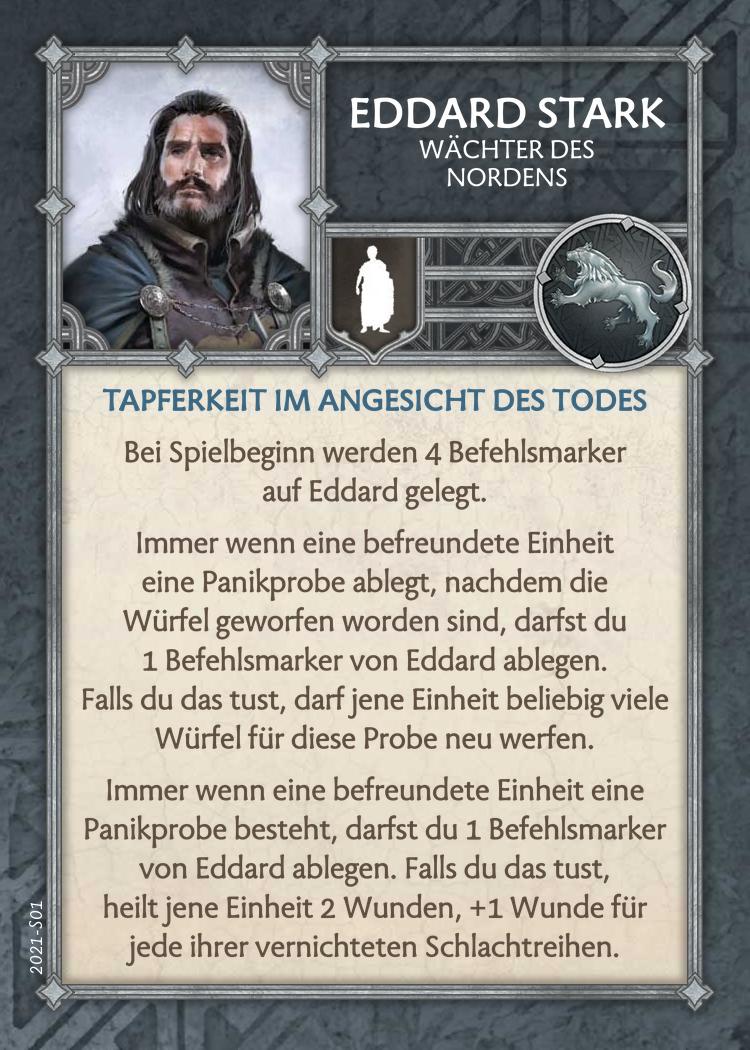 EDDARD STARK
WÄCHTER DES
NORDENS
TAPFERKEIT IM ANGESICHT DES TODES
Bei Spielbeginn werden 4 Befehlsmarker
auf Eddard gelegt.
Immer wenn eine befreundete Einheit
eine Panikprobe ablegt, nachdem die
Würfel geworfen worden sind, darfst du
1 Befehlsmarker von Eddard ablegen.
Falls du das tust, darf jene Einheit beliebig viele
Würfel für diese Probe neu werfen.
Immer wenn eine befreundete Einheit eine
Panikprobe besteht, darfst du 1 Befehlsmarker
von Eddard ablegen. Falls du das tust,
heilt jene Einheit 2 Wunden, +1 Wunde für
jede ihrer vernichteten Schlachtreihen.
2021-S01